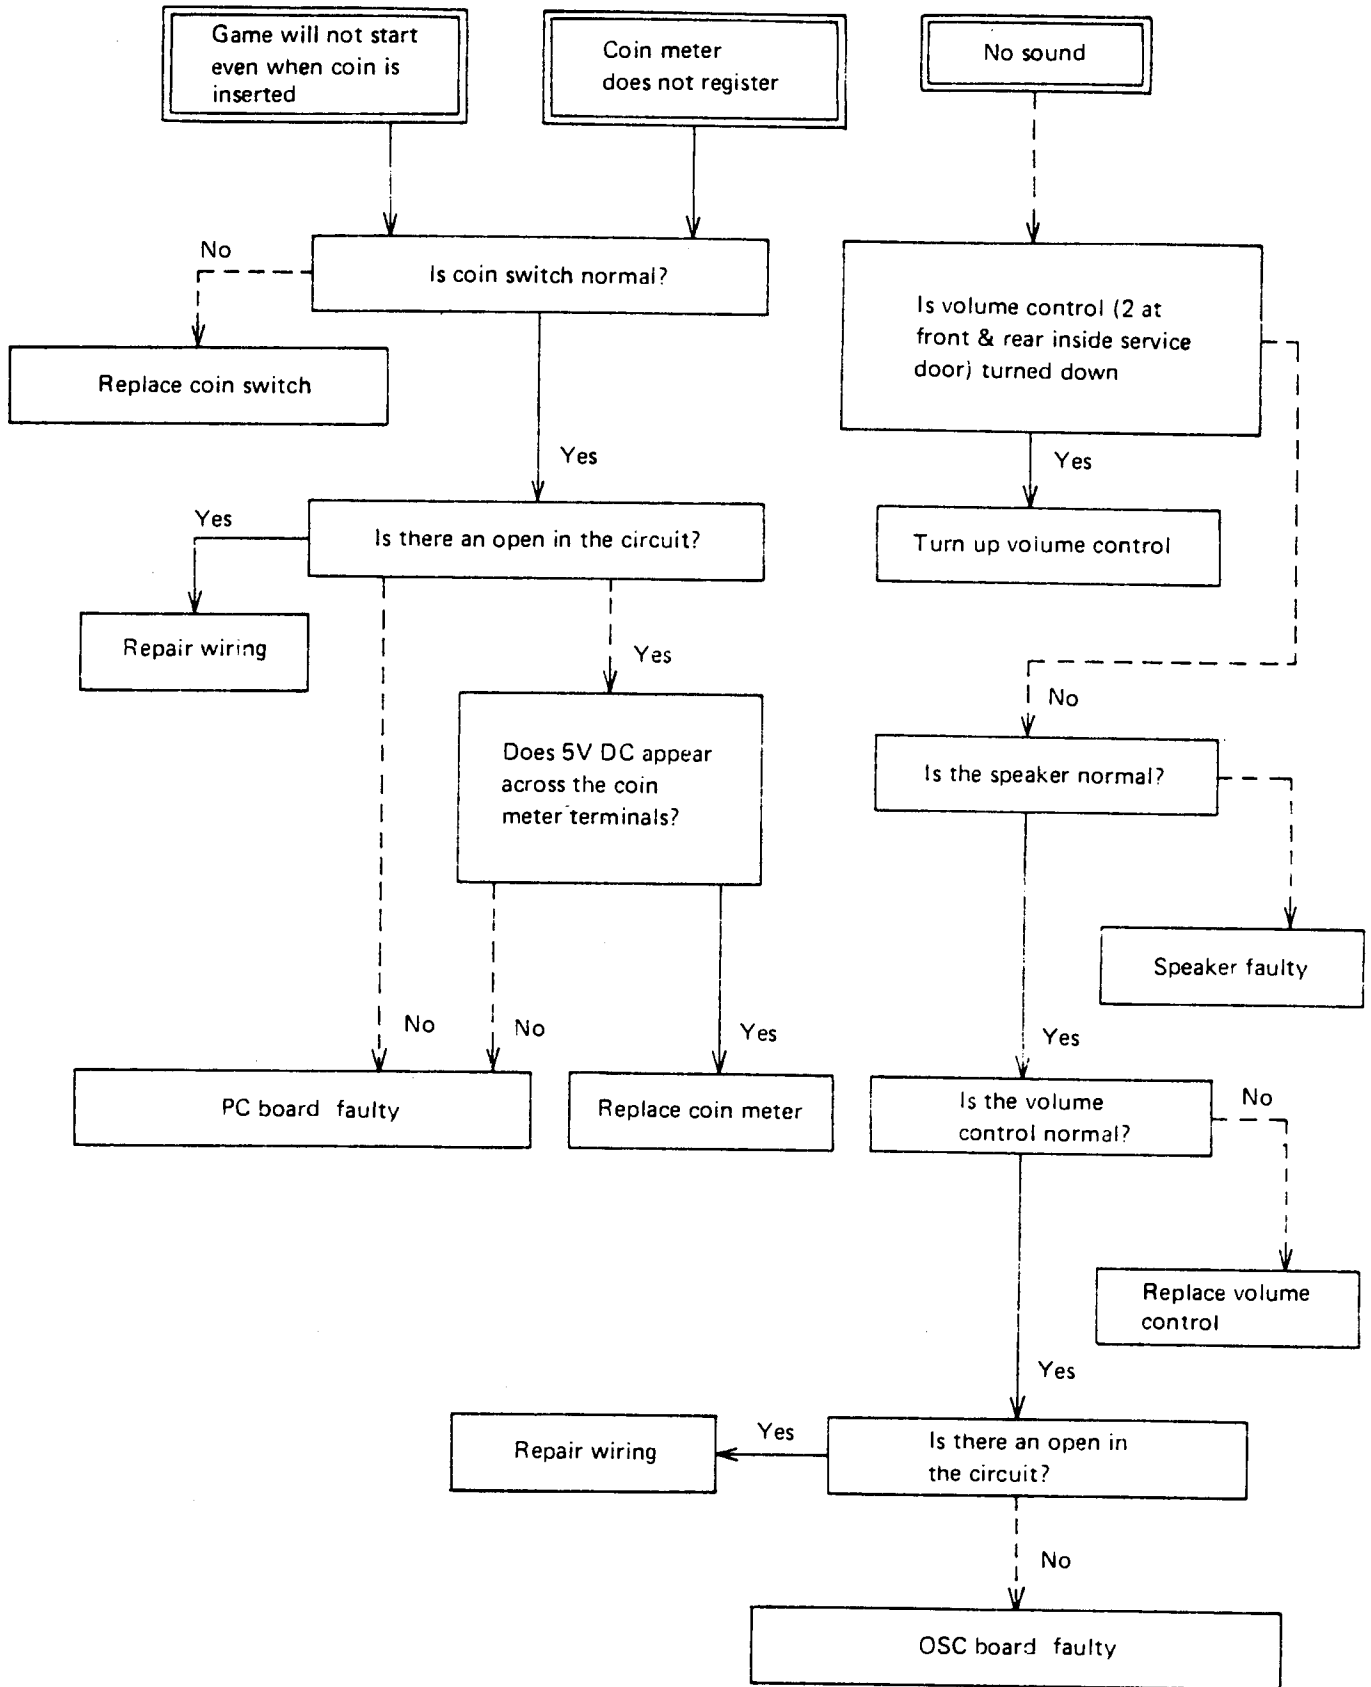 Game will not start
even when coin is
inserted
Coin meter
does not register
No sound
No
Is coin switch normal?
Replace coin switch
Is volume control (2 at
front & rear inside service
door) turned down
Yes
Yes
Yes
Is there an open in the circuit?
Turn up volume control
Repair wiring
Yes
No
Does 5V DC appear
across the coin
meter terminals?
Is the speaker normal?
Speaker faulty
No
No
Yes
Yes
PC board faulty
Replace coin meter
Is the volume
control normal?
No
Replace volume
control
Yes
Repair wiring
Yes
Is there an open in
the circuit?
No
OSC board faulty